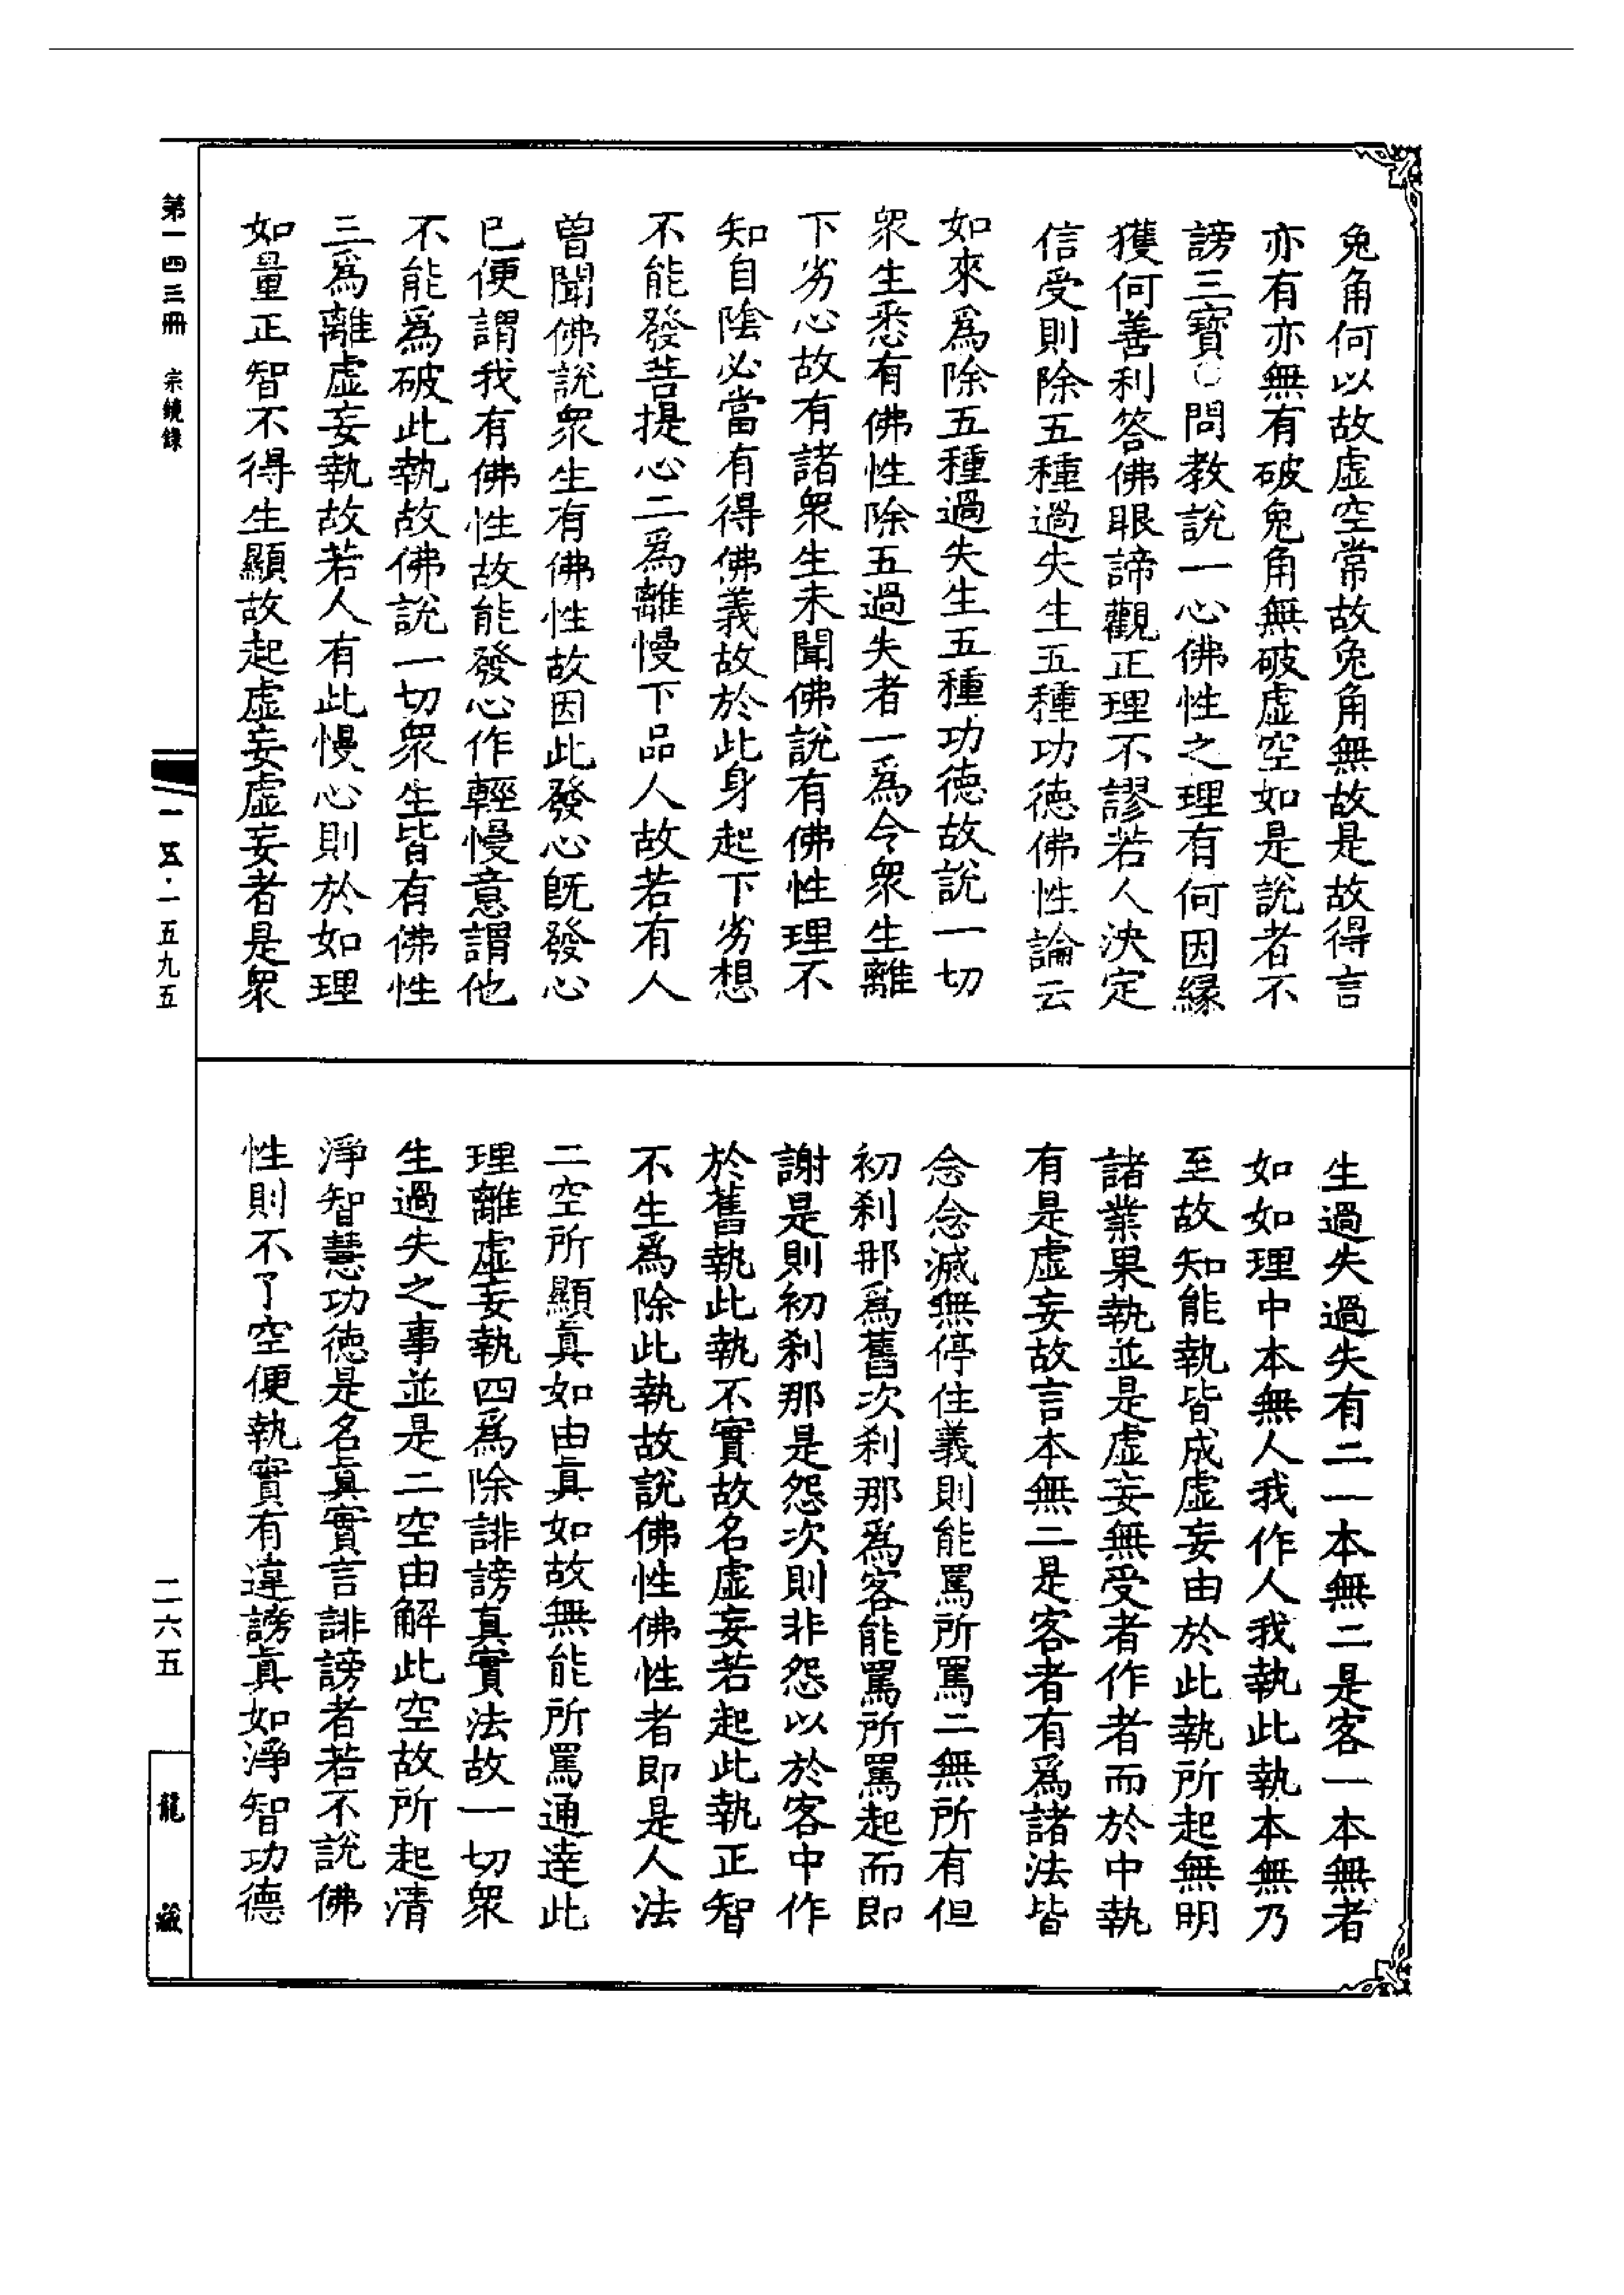 兔角何以故虛空常故兔角無故是故得言
亦有亦無有破兔角無破虛空如是說者不
謗三寶○問教說一心佛性之理有何因縁
獲何善利答佛眼諦觀正理不謬若人決定
信受則除五種過失生五種功德佛性論云
如來爲除五種過失生五種功德故說一切
衆生悉有佛性除五過失者一爲令衆生離
下劣心故有諸衆生未聞佛說有佛性理不
知自陰必當有得佛義故於此身起下劣想
不能發菩提心二爲離慢下品人故若有人
曾聞佛說衆生有佛性故因此發心既發心
已便謂我有佛性故能發心作輕慢意謂他
不能爲破此執故佛說一切衆生皆有佛性
三爲離虛妄執故若人有此慢心則於如理
如量正智不得生顯故起虛妄虛妄者是衆
生過失過失有二一本無二是客一本無者
如如理中本無人我作人我執此執本無乃
至故知能執皆成虛妄由於此執所起無明
諸業果執並是虛妄無受者作者而於中執
有是虛妄故言本無二是客者有爲諸法皆
念念滅無停住義則能罵所罵二無所有但
初刹那爲舊次刹那爲客能罵所罵起而即
謝是則初刹那是怨次則非怨以於客中作
於舊執此執不實故名虛妄若起此執正智
不生爲除此執故說佛性佛性者即是人法
二空所顯真如由真如故無能所罵通達此
理離虛妄執四爲除誹謗真實法故一切衆
生過失之事並是二空由解此空故所起清
淨智慧功德是名真實言誹謗者若不說佛
性則不了空便執實有違謗真如淨智功德
第一四三冊 宗鏡錄
一五·一五九五
二六五
龍藏